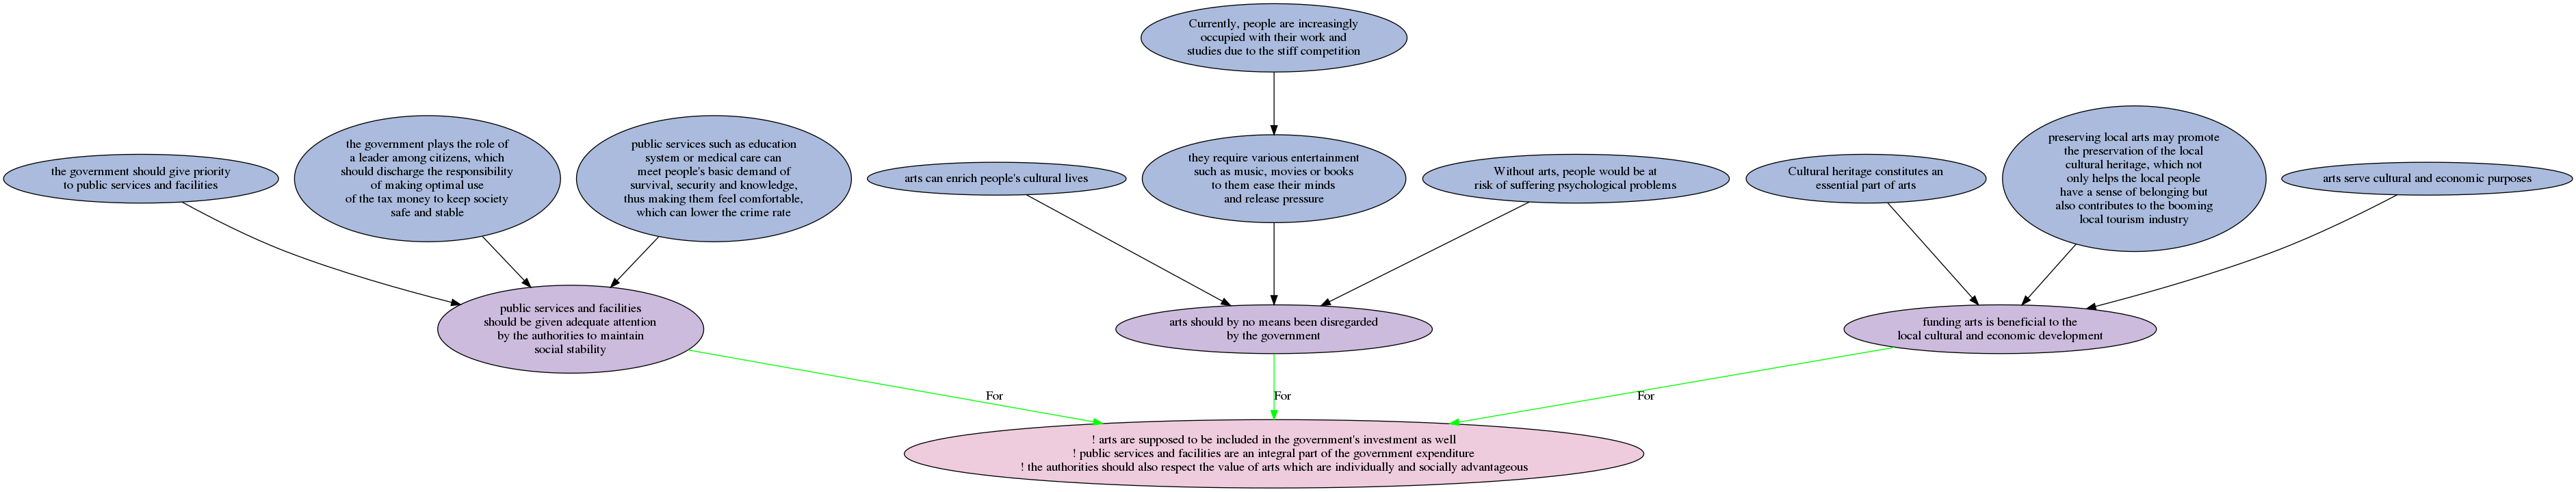 Currently, people are increasingly
occupied with their work and
studies due to the stiff competition
the government should give priority
to public services and facilities
the government plays the role of
a leader among citizens, which
should discharge the responsibility
of making optimal use
of the tax money to keep society
safe and stable
public services such as education
system or medical care can
meet people's basic demand of
survival, security and knowledge,
thus making them feel comfortable,
which can lower the crime rate
arts can enrich people's cultural lives
they require various entertainment
such as music, movies or books
to them ease their minds
and release pressure
Without arts, people would be at
risk of suffering psychological problems
Cultural heritage constitutes an
essential part of arts
preserving local arts may promote
the preservation of the local
cultural heritage, which not
only helps the local people
have a sense of belonging but
also contributes to the booming
local tourism industry
arts serve cultural and economic purposes
public services and facilities
should be given adequate attention
by the authorities to maintain
social stability
arts should by no means been disregarded
by the government
funding arts is beneficial to the
local cultural and economic development
For
For
For
! arts are supposed to be included in the government's investment as well
! public services and facilities are an integral part of the government expenditure
! the authorities should also respect the value of arts which are individually and socially advantageous